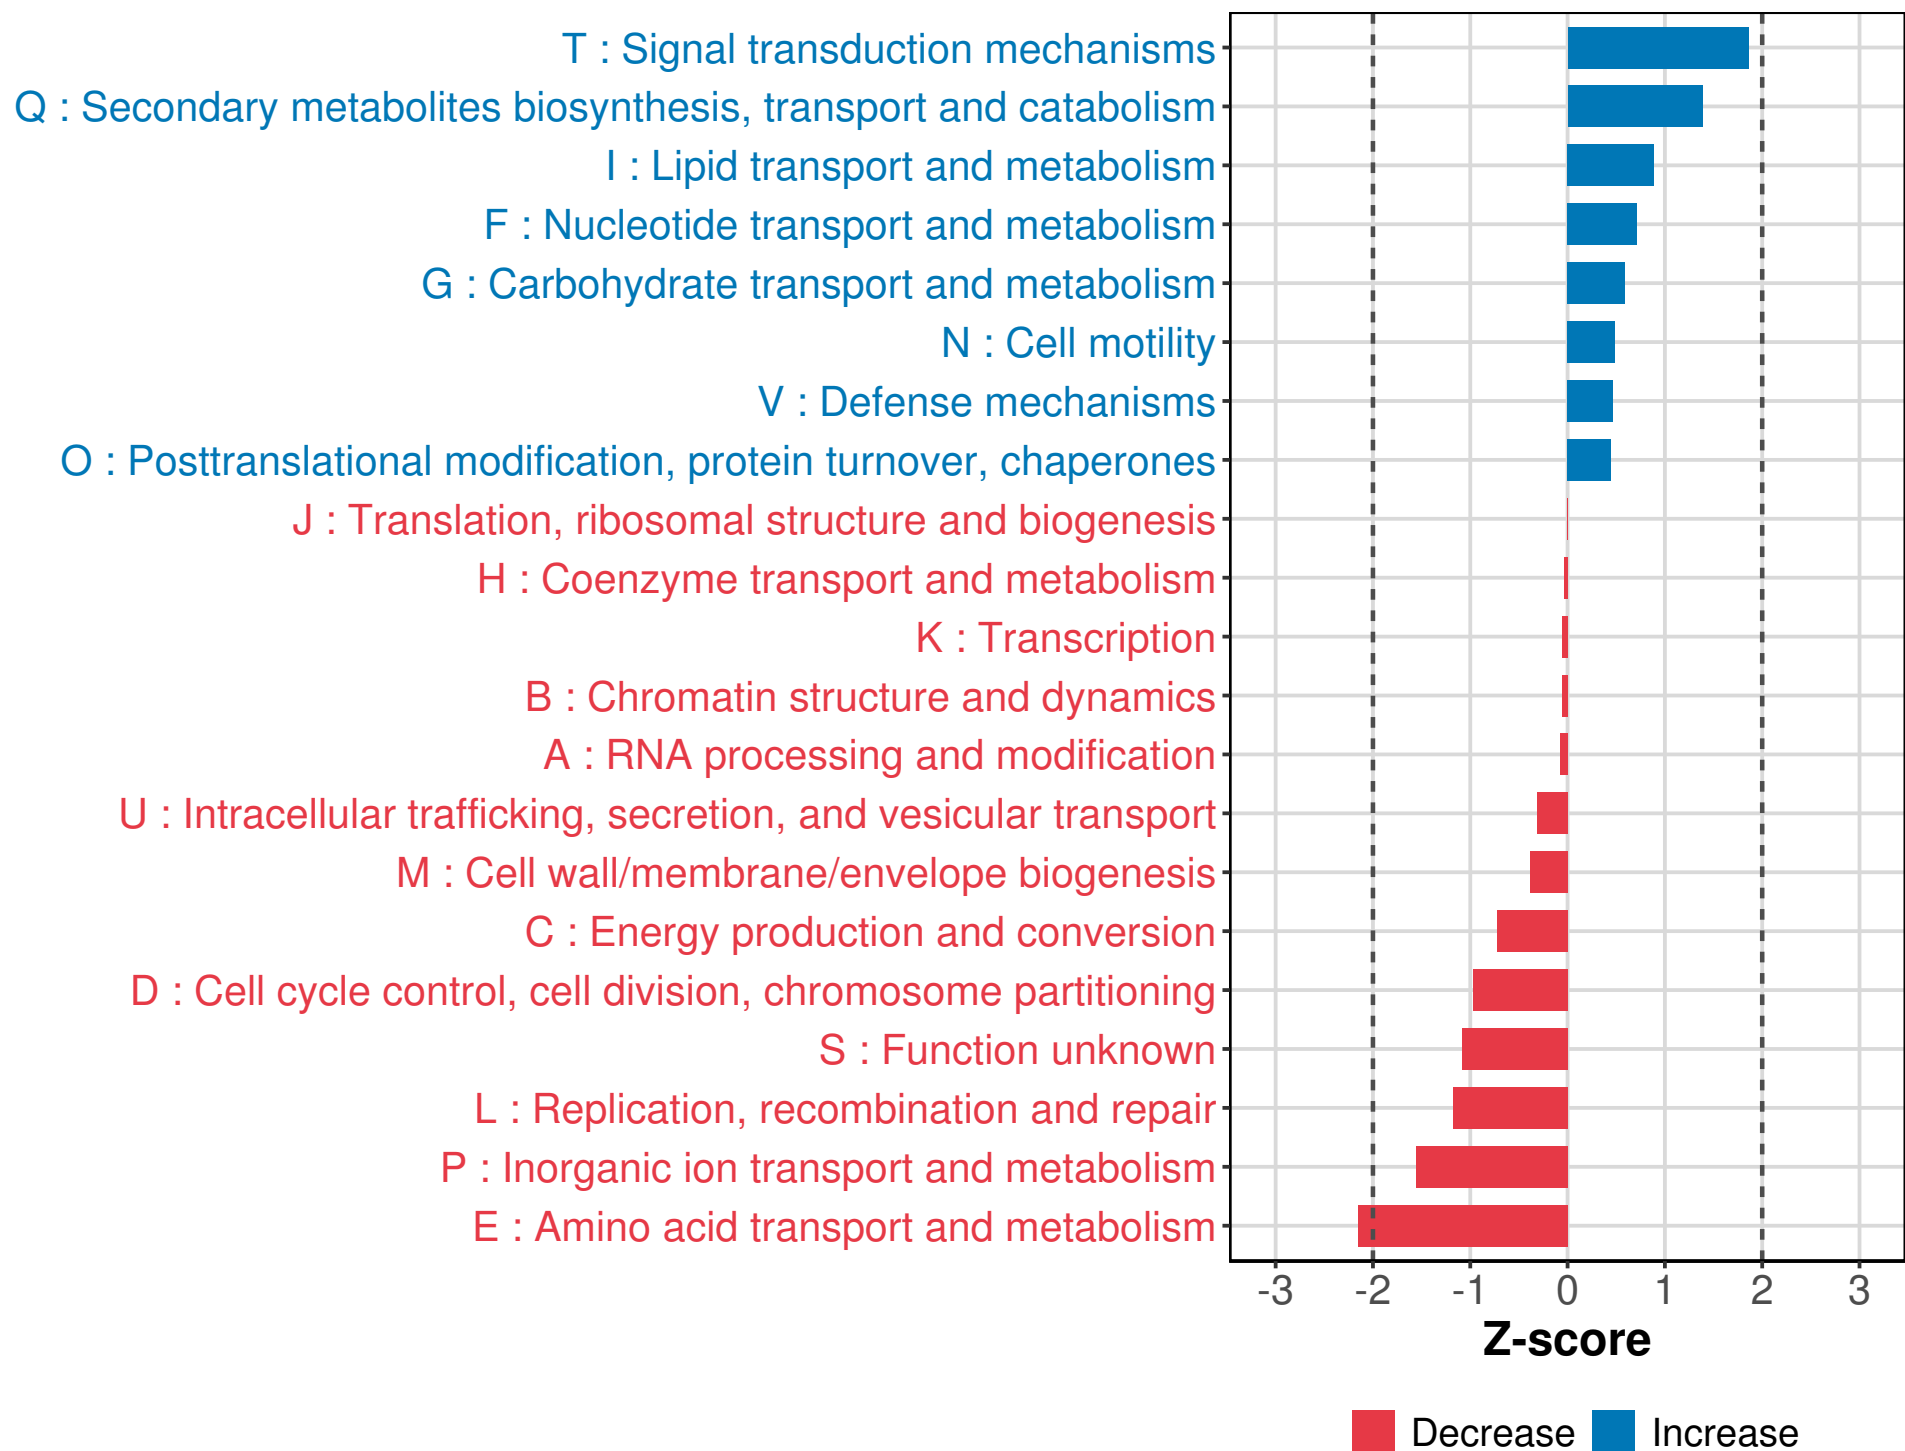 T : Signal transduction mechanisms
Q : Secondary metabolites biosynthesis, transport and catabolism
I : Lipid transport and metabolism
F : Nucleotide transport and metabolism
G : Carbohydrate transport and metabolism
N : Cell motility
V : Defense mechanisms
O : Posttranslational modification, protein turnover, chaperones
J : Translation, ribosomal structure and biogenesis
H : Coenzyme transport and metabolism
K : Transcription
B : Chromatin structure and dynamics
A : RNA processing and modification
U : Intracellular trafficking, secretion, and vesicular transport
M : Cell wall/membrane/envelope biogenesis
C : Energy production and conversion
D : Cell cycle control, cell division, chromosome partitioning
S : Function unknown
L : Replication, recombination and repair
P : Inorganic ion transport and metabolism
E : Amino acid transport and metabolism
-3 -2 -1 0 1 2 3
Z-score
Decrease Increase